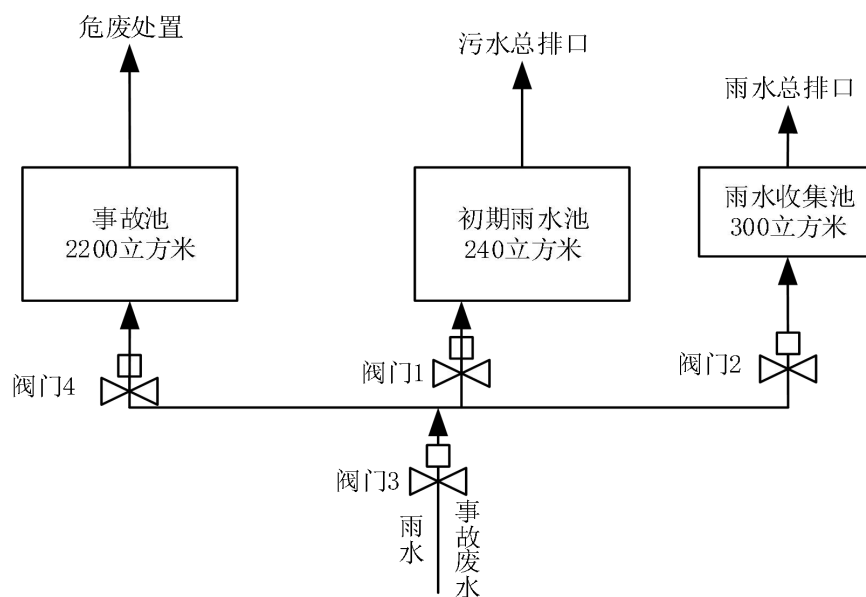 危废处置
污水总排口
雨水总排口
事故池
2200立方米
初期雨水池
240立方米
雨水收集池
300立方米
阀门4
阀门1
阀门2
阀门3
雨水
事故废水